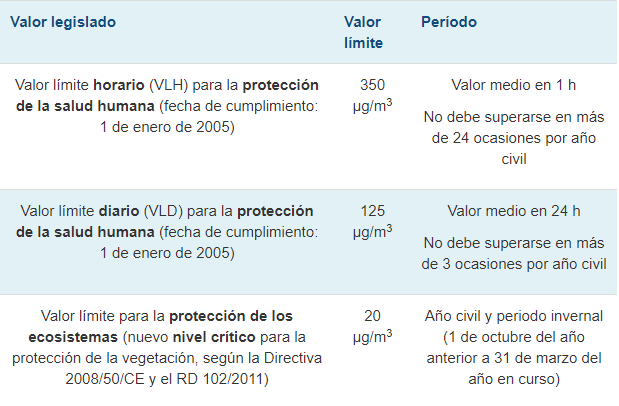 Valor legislado
Valor
límite
Período
Valor límite horario (VLH) para la protección
de la salud humana (fecha de cumplimiento:
1 de enero de 2005)
350
µg/m3
Valor medio en 1 h
No debe superarse en más
de 24 ocasiones por año
civil
Valor límite diario (VLD) para la protección
de la salud humana (fecha de cumplimiento:
1 de enero de 2005)
125
µg/m3
Valor medio en 24 h
No debe superarse en más
de 3 ocasiones por año civil
Valor límite para la protección de los
ecosistemas (nuevo nivel crítico para la
protección de la vegetación, según la Directiva
2008/50/CE y el RD 102/2011)
20
µg/m3
Año civil y periodo invernal
(1 de octubre del año
anterior a 31 de marzo del
año en curso)